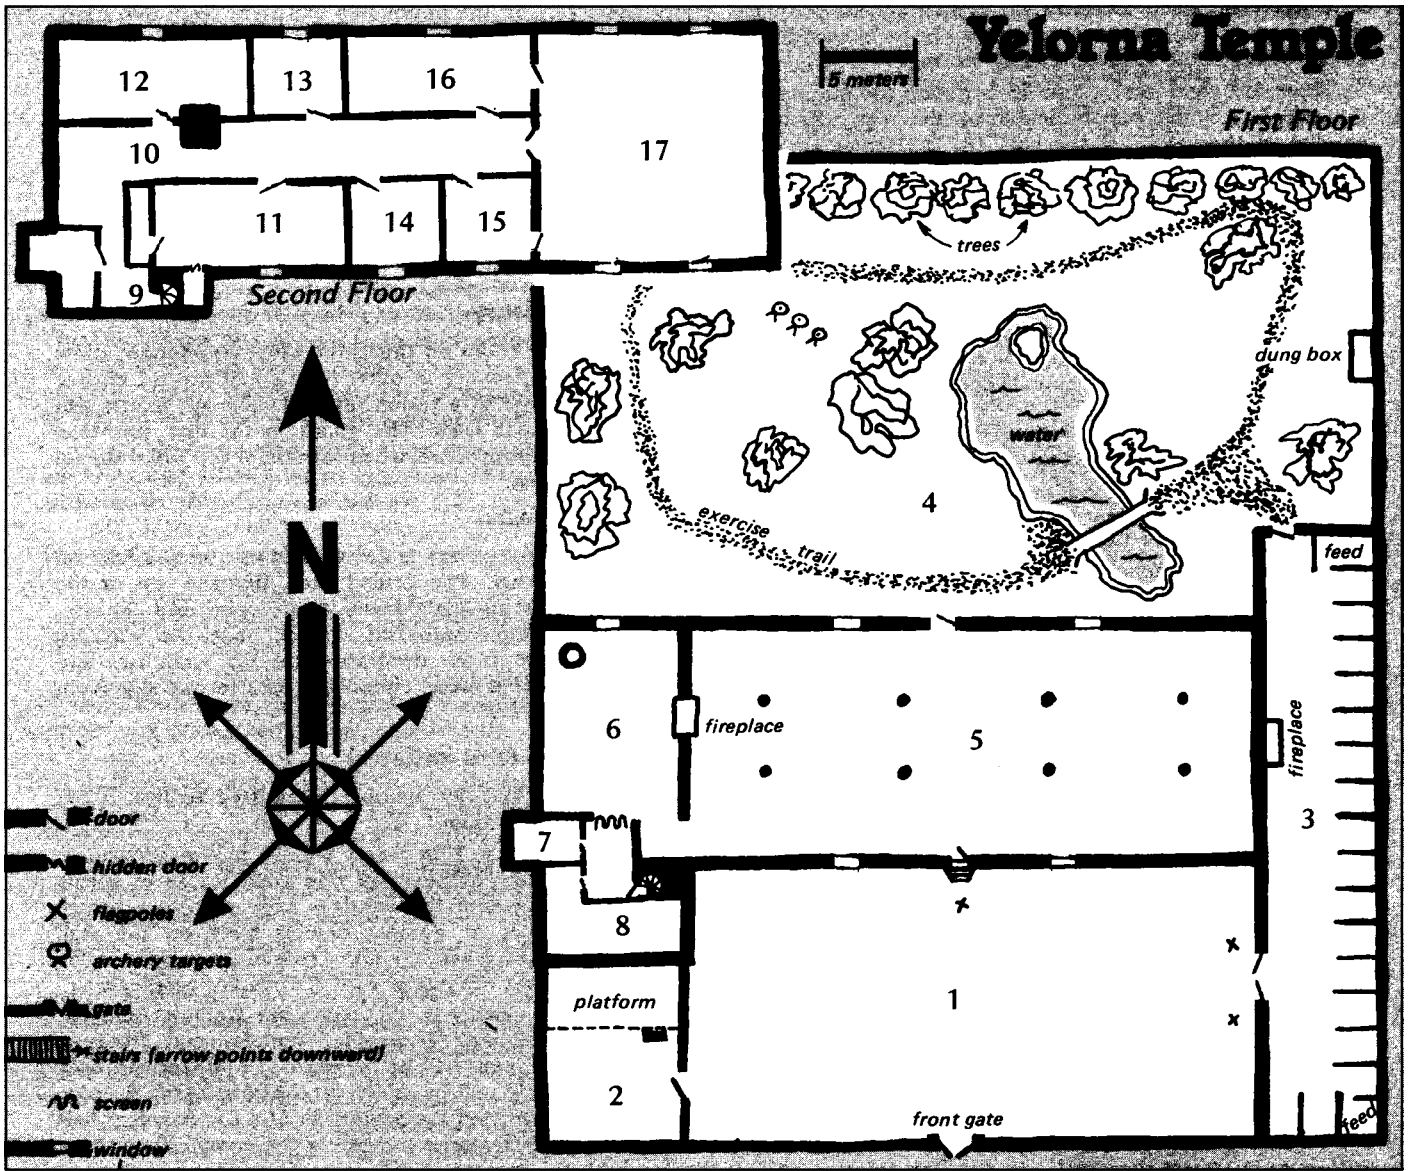 Yelorna Temple
5 meters
First Floor
12
13
16
10
17
11
14
15
9
Second Floor
trees
dung box
water
4
exercise
trail
feed
N
6
fireplace
5
fireplace
3
7
8
platform
1
2
front gate
feed
door
hidden door
flagpoles
archery targets
gate
stairs (arrow points downward)
screen
window